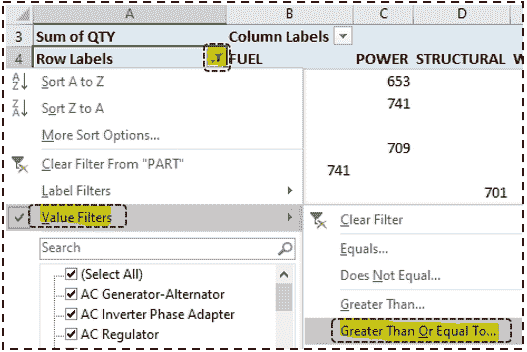 A B C D
3 Sum of QTY Column Labels
4 Row Labels FUEL POWER STRUCTURAL
Sort A to Z 653
Sort Z to A 741
More Sort Options...
709
Clear Filter From "PART" 741
Label Filters 701
Value Filters
Clear Filter
Search
Equals...
(Select All) Does Not Equal...
AC Generator-Alternator
AC Inverter Phase Adapter Greater Than...
AC Regulator Greater Than Or Equal To...